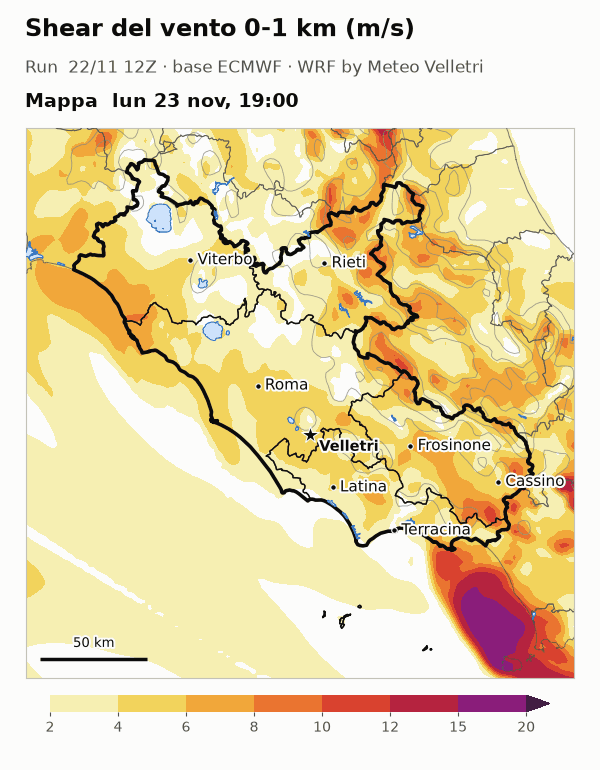 Shear del vento 0-1 km (m/s)
Run 22/11 12Z · base ECMWF · WRF by Meteo Velletri
Mappa lun 23 nov, 19:00
Viterbo
Rieti
Roma
Velletri
Frosinone
Cassino
Latina
Terracina
50 km
2 4 6 8 10 12 15 20